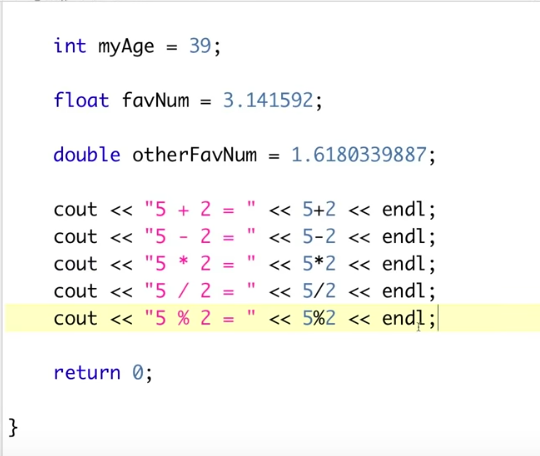 int myAge = 39;
float favNum = 3.141592;
double otherFavNum = 1.6180339887;
cout << "5 + 2 = " << 5+2 << endl;
cout << "5 - 2 = " << 5-2 << endl;
cout << "5 * 2 = " << 5*2 << endl;
cout << "5 / 2 = " << 5/2 << endl;
cout << "5 % 2 = " << 5%2 << endl;
return 0;
}